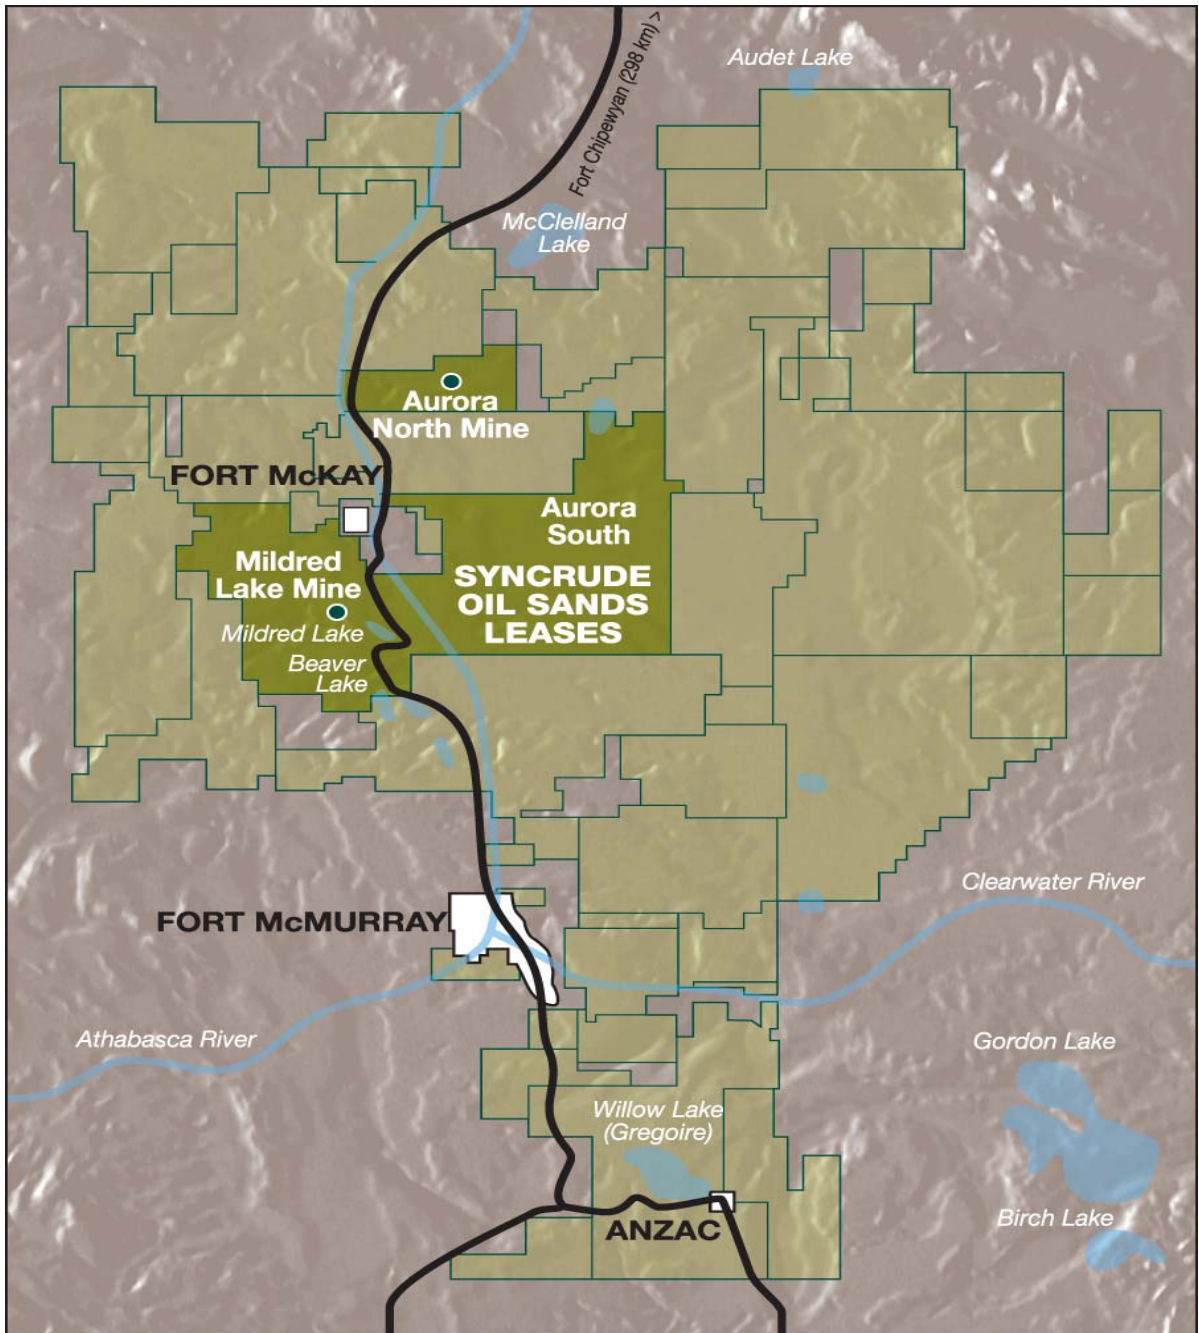 Audet Lake
Fort Chipewyan (298 km) >
McClelland
Lake
Aurora
North Mine
FORT McKAY
Aurora
South
Mildred
Lake Mine
SYNCRUDE
OIL SANDS
LEASES
Mildred Lake
Beaver
Lake
Clearwater River
FORT McMURRAY
Athabasca River
Gordon Lake
Willow Lake
(Gregoire)
Birch Lake
ANZAC